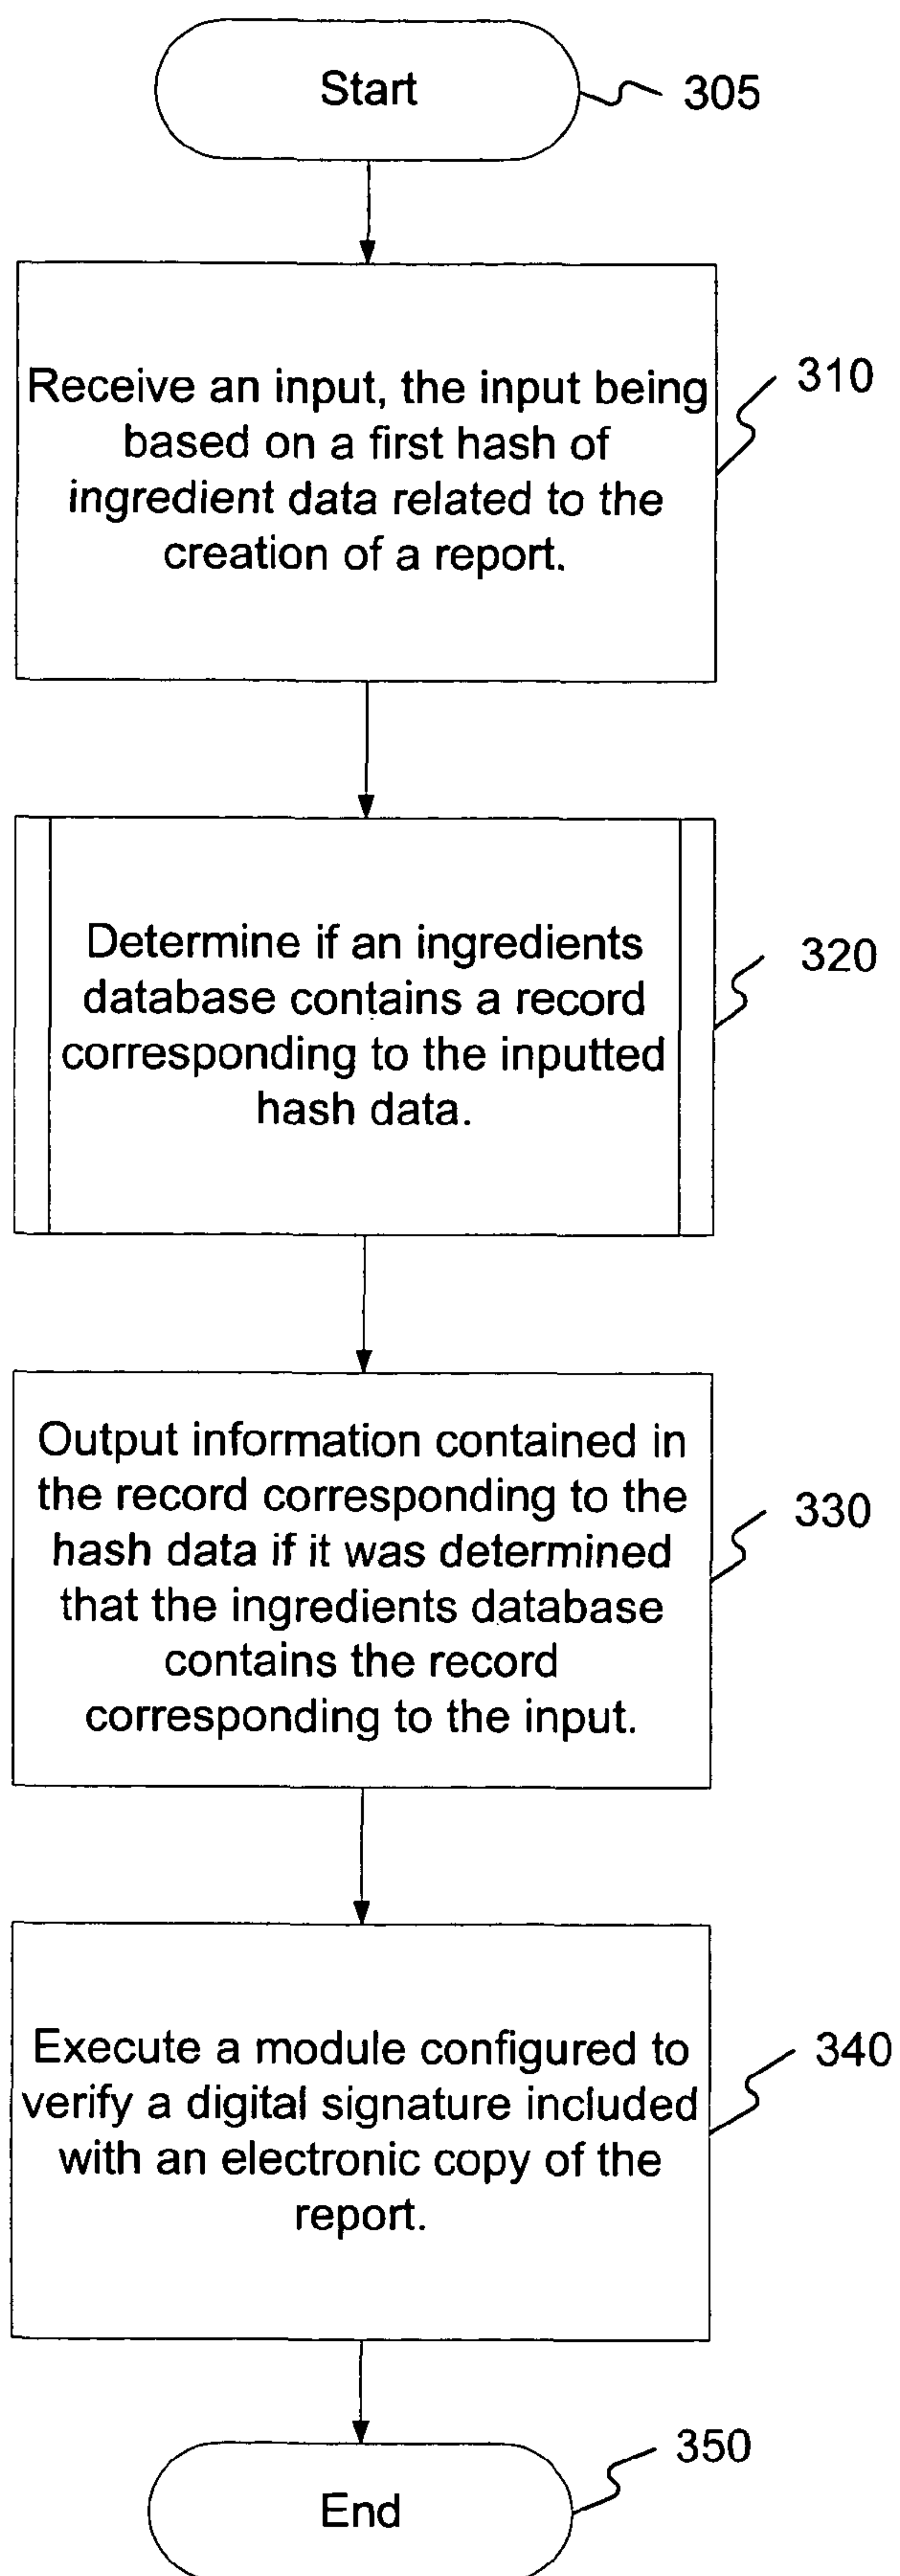 Start
305
Receive an input, the input being
based on a first hash of
ingredient data related to the
creation of a report.
310
Determine if an ingredients
database contains a record
corresponding to the inputted
hash data.
320
Output information contained in
the record corresponding to the
hash data if it was determined
that the ingredients database
contains the record
corresponding to the input.
330
Execute a module configured to
verify a digital signature included
with an electronic copy of the
report.
340
End
350